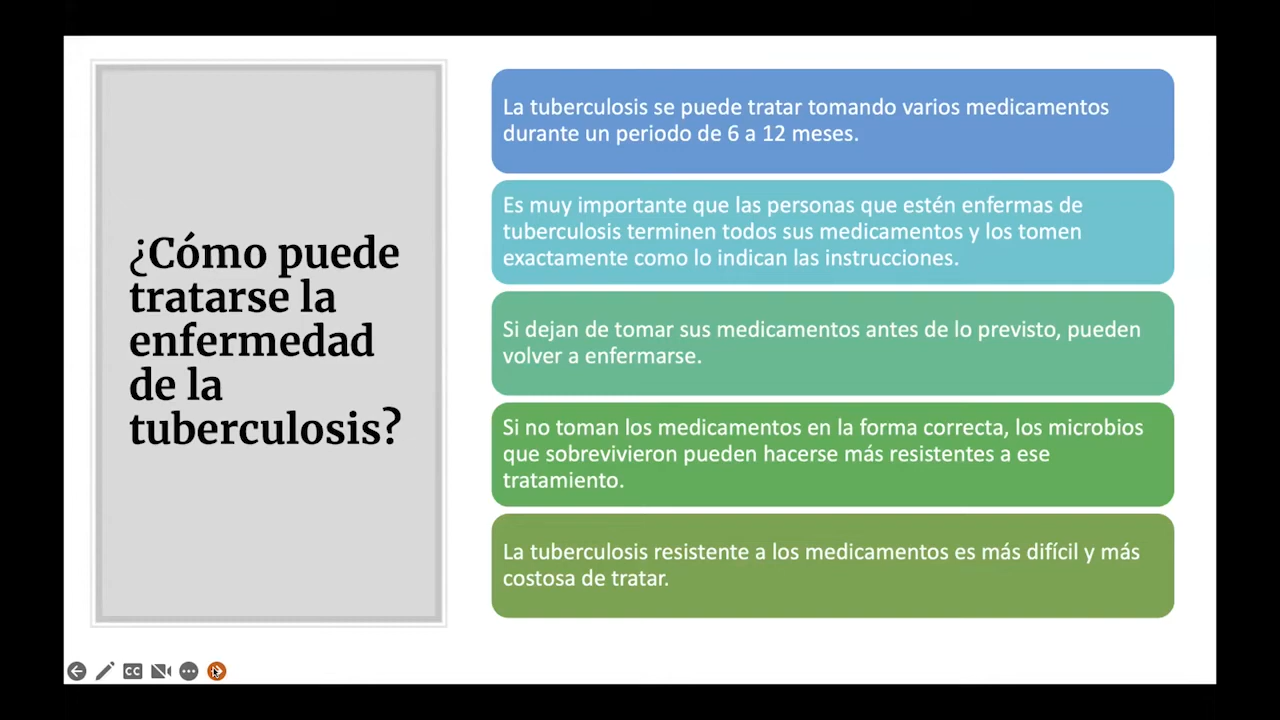 ¿Cómo puede
tratarse la
enfermedad
de la
tuberculosis?
La tuberculosis se puede tratar tomando varios medicamentos
durante un periodo de 6 a 12 meses.
Es muy importante que las personas que estén enfermas de
tuberculosis terminen todos sus medicamentos y los tomen
exactamente como lo indican las instrucciones.
Si dejan de tomar sus medicamentos antes de lo previsto, pueden
volver a enfermarse.
Si no toman los medicamentos en la forma correcta, los microbios
que sobrevivieron pueden hacerse más resistentes a ese
tratamiento.
La tuberculosis resistente a los medicamentos es más difícil y más
costosa de tratar.
CC